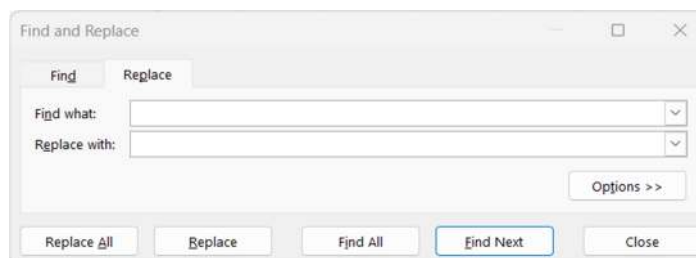 Find and Replace
Find Replace
Find what:
Replace with:
Options >>
Replace All Replace Find All Find Next Close